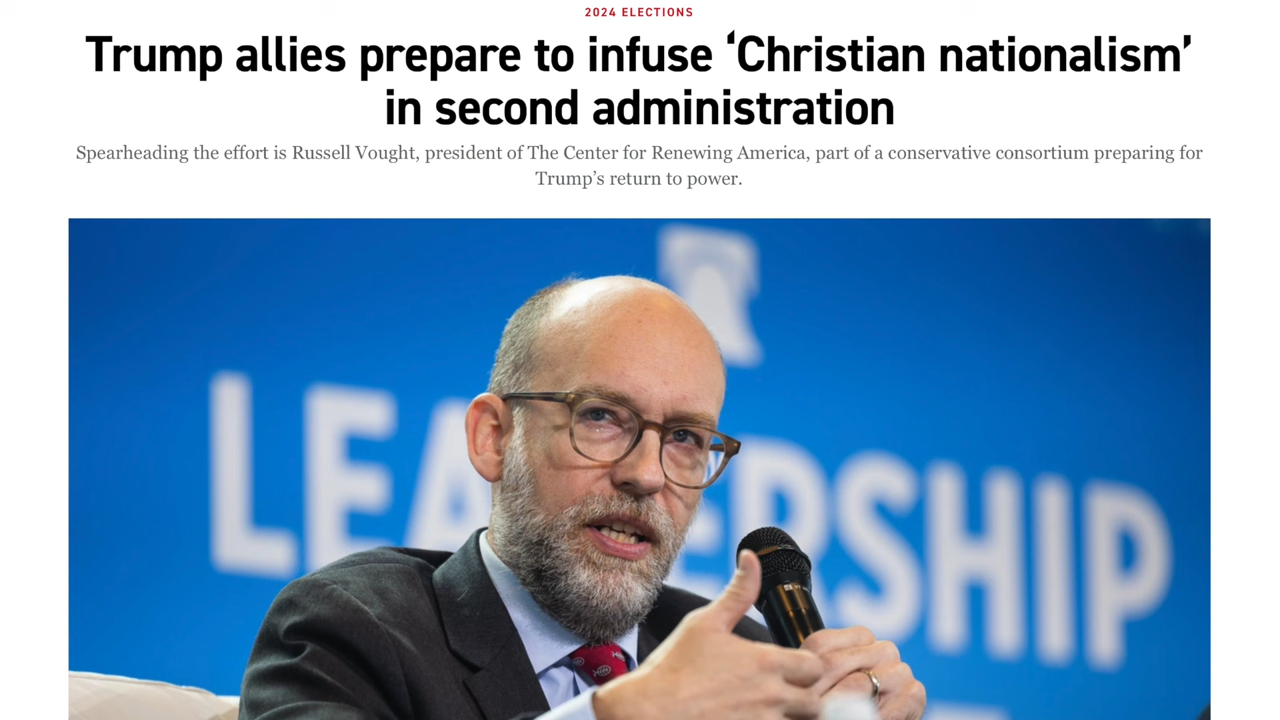 2024 ELECTIONS
Trump allies prepare to infuse ‘Christian nationalism’
in second administration
Spearheading the effort is Russell Vought, president of The Center for Renewing America, part of a conservative consortium preparing for
Trump’s return to power.